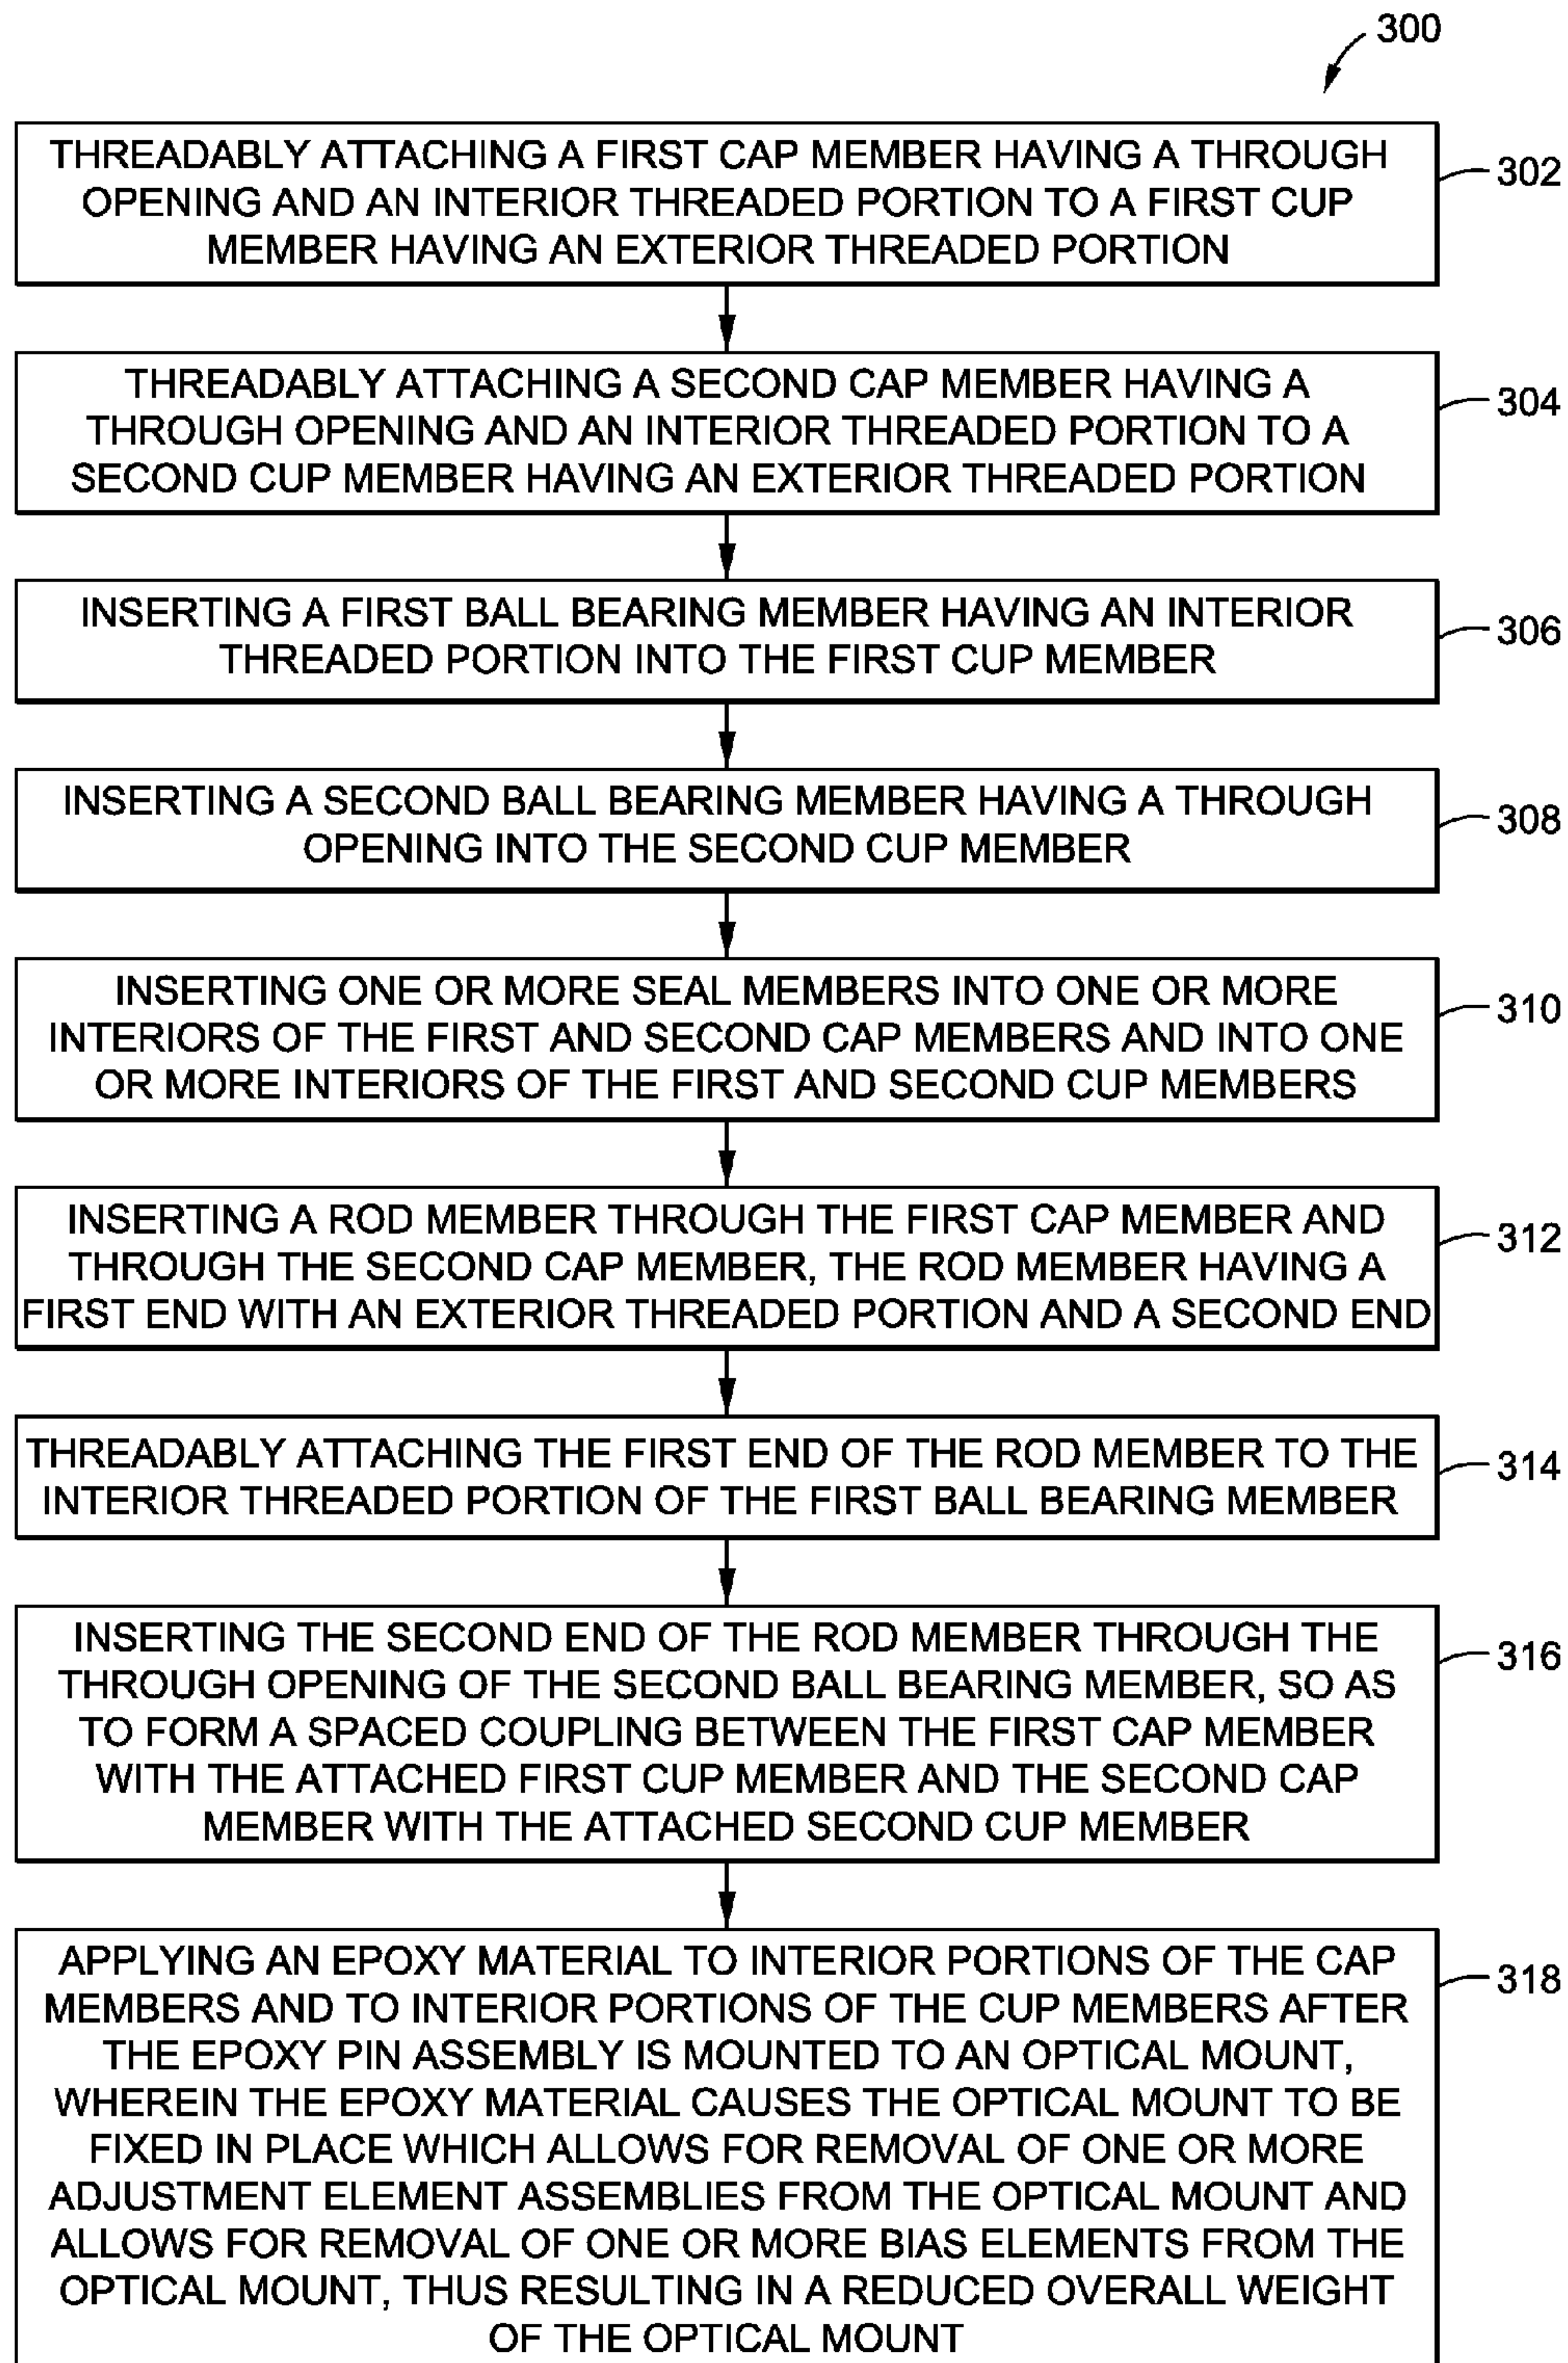 300
THREADABLY ATTACHING A FIRST CAP MEMBER HAVING A THROUGH
OPENING AND AN INTERIOR THREADED PORTION TO A FIRST CUP
MEMBER HAVING AN EXTERIOR THREADED PORTION
302
THREADABLY ATTACHING A SECOND CAP MEMBER HAVING A
THROUGH OPENING AND AN INTERIOR THREADED PORTION TO A
SECOND CUP MEMBER HAVING AN EXTERIOR THREADED PORTION
304
INSERTING A FIRST BALL BEARING MEMBER HAVING AN INTERIOR
THREADED PORTION INTO THE FIRST CUP MEMBER
306
INSERTING A SECOND BALL BEARING MEMBER HAVING A THROUGH
OPENING INTO THE SECOND CUP MEMBER
308
INSERTING ONE OR MORE SEAL MEMBERS INTO ONE OR MORE
INTERIORS OF THE FIRST AND SECOND CAP MEMBERS AND INTO ONE
OR MORE INTERIORS OF THE FIRST AND SECOND CUP MEMBERS
310
INSERTING A ROD MEMBER THROUGH THE FIRST CAP MEMBER AND
THROUGH THE SECOND CAP MEMBER, THE ROD MEMBER HAVING A
FIRST END WITH AN EXTERIOR THREADED PORTION AND A SECOND END
312
THREADABLY ATTACHING THE FIRST END OF THE ROD MEMBER TO THE
INTERIOR THREADED PORTION OF THE FIRST BALL BEARING MEMBER
314
INSERTING THE SECOND END OF THE ROD MEMBER THROUGH THE
THROUGH OPENING OF THE SECOND BALL BEARING MEMBER, SO AS
TO FORM A SPACED COUPLING BETWEEN THE FIRST CAP MEMBER
WITH THE ATTACHED FIRST CUP MEMBER AND THE SECOND CAP
MEMBER WITH THE ATTACHED SECOND CUP MEMBER
316
APPLYING AN EPOXY MATERIAL TO INTERIOR PORTIONS OF THE CAP
MEMBERS AND TO INTERIOR PORTIONS OF THE CUP MEMBERS AFTER
THE EPOXY PIN ASSEMBLY IS MOUNTED TO AN OPTICAL MOUNT,
WHEREIN THE EPOXY MATERIAL CAUSES THE OPTICAL MOUNT TO BE
FIXED IN PLACE WHICH ALLOWS FOR REMOVAL OF ONE OR MORE
ADJUSTMENT ELEMENT ASSEMBLIES FROM THE OPTICAL MOUNT AND
ALLOWS FOR REMOVAL OF ONE OR MORE BIAS ELEMENTS FROM THE
OPTICAL MOUNT, THUS RESULTING IN A REDUCED OVERALL WEIGHT
OF THE OPTICAL MOUNT
318